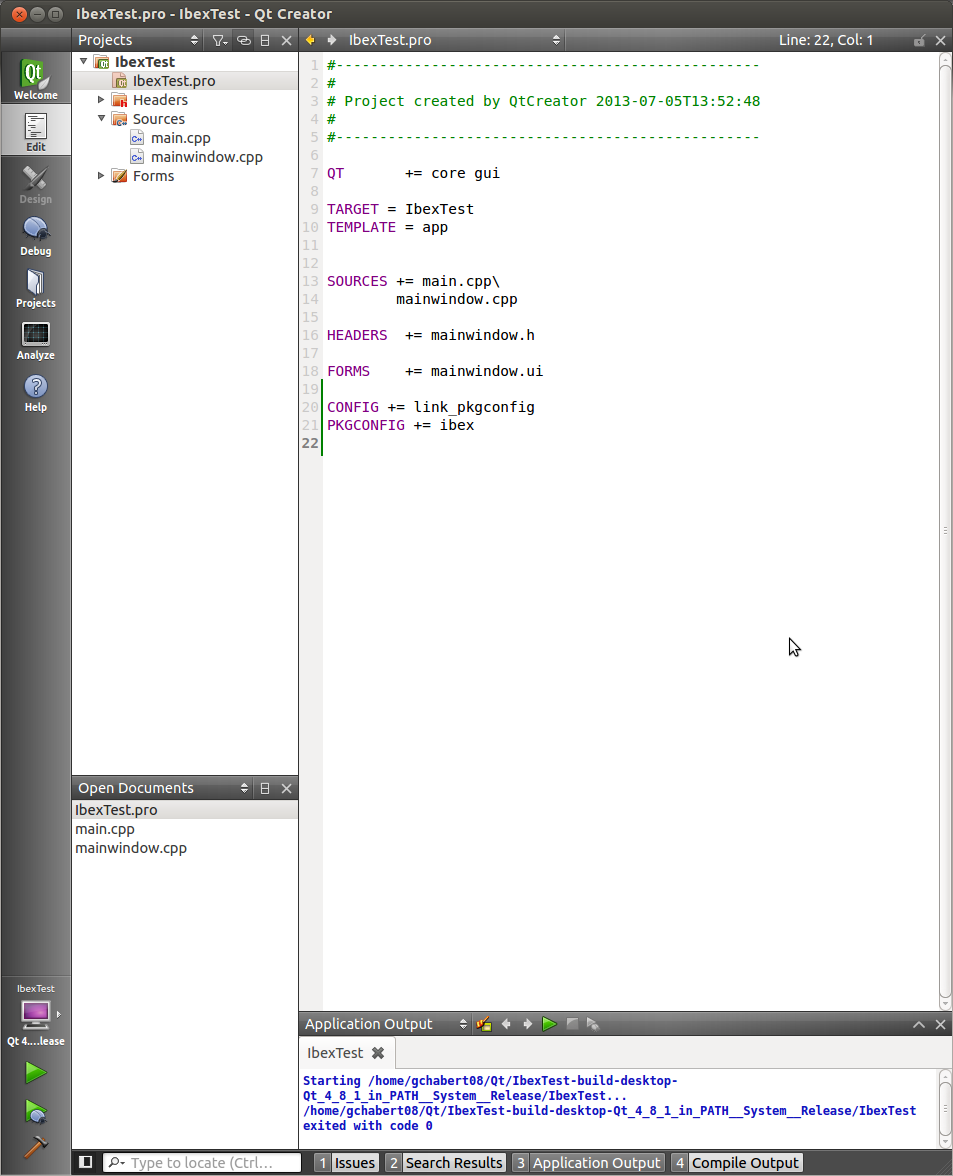 IbexTest.pro - IbexTest - Qt Creator
Projects
IbexTest.pro
Line: 22, Col: 1
Welcome
Edit
Design
Debug
Projects
Analyze
Help
IbexTest
IbexTest.pro
Headers
Sources
main.cpp
mainwindow.cpp
Forms
1 #-------------------------------------------------
2 #
3 # Project created by QtCreator 2013-07-05T13:52:48
4 #
5 #-------------------------------------------------
6
7 QT       += core gui
8
9 TARGET = IbexTest
10 TEMPLATE = app
11
12
13 SOURCES += main.cpp\
14         mainwindow.cpp
15
16 HEADERS  += mainwindow.h
17
18 FORMS    += mainwindow.ui
19
20 CONFIG += link_pkgconfig
21 PKGCONFIG += ibex
22
Open Documents
IbexTest.pro
main.cpp
mainwindow.cpp
IbexTest
Qt 4....lease
Application Output
IbexTest
Starting /home/gchabert08/Qt/IbexTest-build-desktop-
Qt_4_8_1_in_PATH__System__Release/IbexTest...
/home/gchabert08/Qt/IbexTest-build-desktop-Qt_4_8_1_in_PATH__System__Release/IbexTest
exited with code 0
Type to locate (Ctrl...
1 Issues
2 Search Results
3 Application Output
4 Compile Output